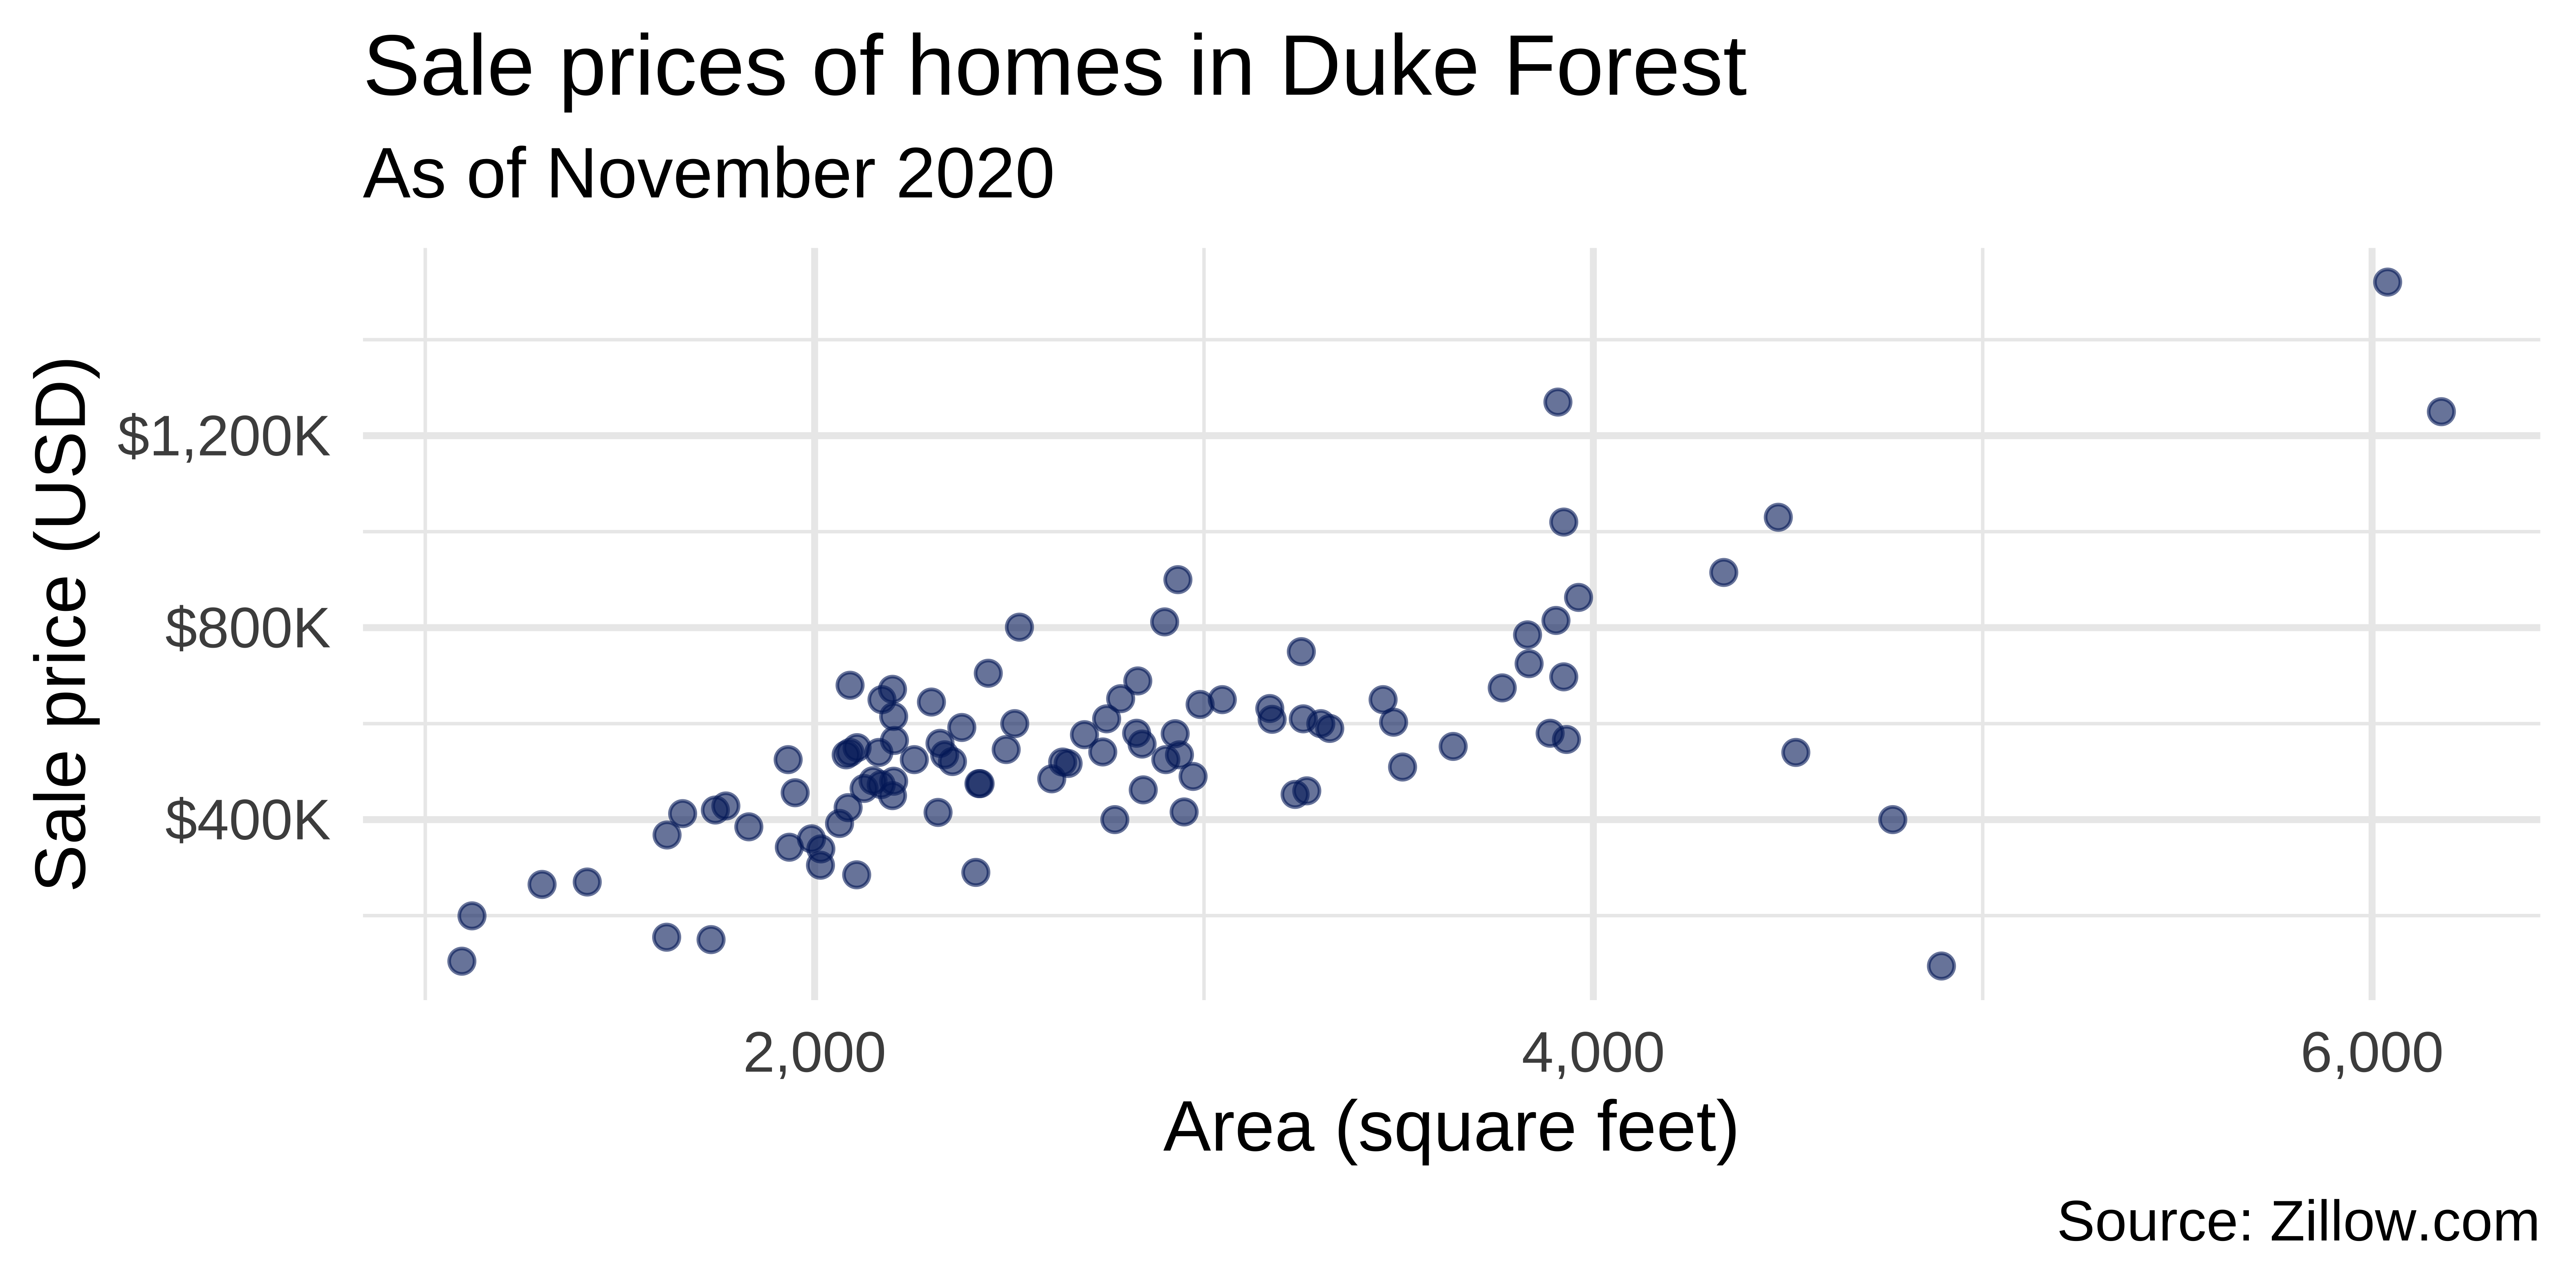 Sale prices of homes in Duke Forest
As of November 2020
Sale price (USD)
$1,200K
$800K
$400K
2,000
4,000
6,000
Area (square feet)
Source: Zillow.com